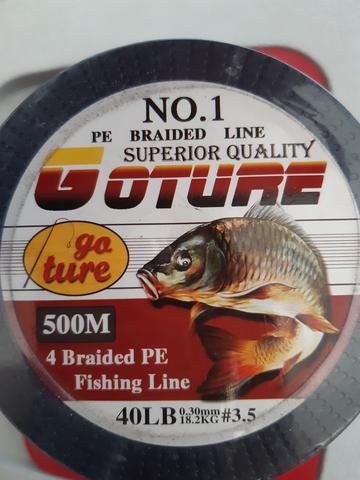 NO.1
PE BRAIDED LINE
SUPERIOR QUALITY
GOTURE
go
ture
500M
4 Braided PE
Fishing Line
40LB 0.30mm 18.2KG #3.5